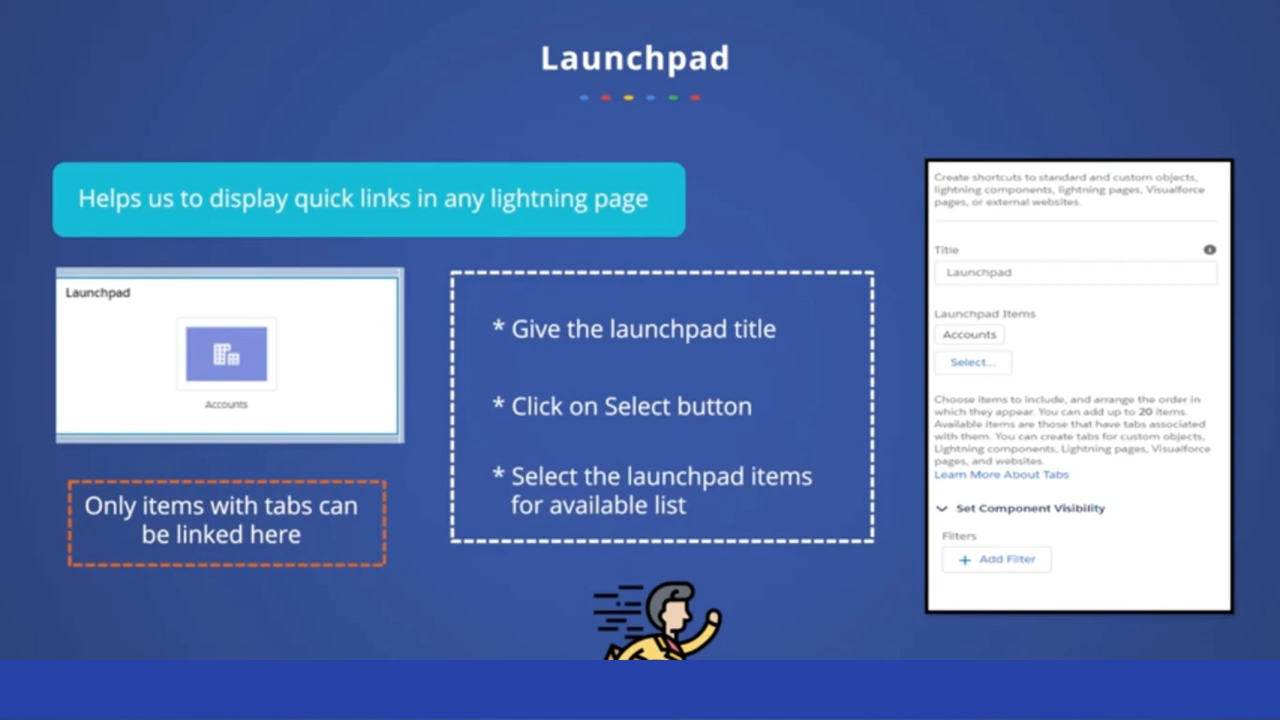 Launchpad
Helps us to display quick links in any lightning page
Launchpad
Accounts
Only items with tabs can
be linked here
* Give the launchpad title
* Click on Select button
* Select the launchpad items
for available list
Create shortcuts to standard and custom objects,
lightning components, lightning pages, Visualforce
pages, or external websites.
Title
Launchpad
Launchpad Items
Accounts
Select...
Choose items to include, and arrange the order in
which they appear. You can add up to 20 items.
Available items are those that have tabs associated
with them. You can create tabs for custom objects,
Lightning components, Lightning pages, Visualforce
pages, and websites.
Learn More About Tabs
Set Component Visibility
Filters
+ Add Filter